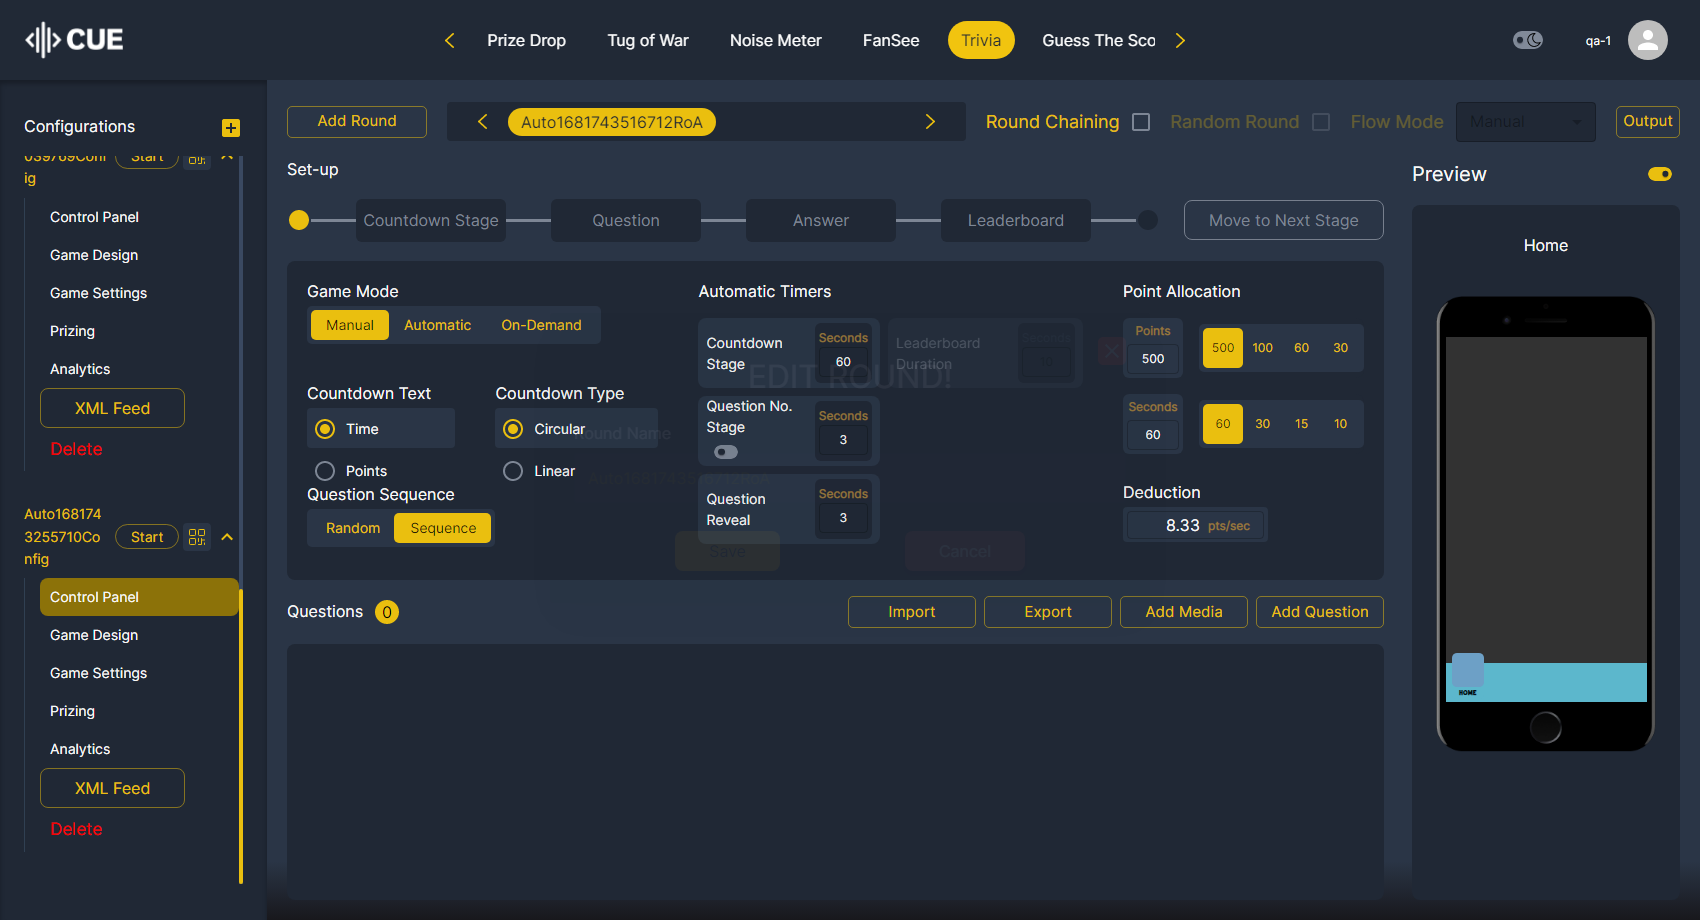 CUE
Prize Drop
Tug of War
Noise Meter
FanSee
Trivia
Guess The Sco
qa-1
Configurations
039769Conf
ig
Start
Control Panel
Game Design
Game Settings
Prizing
Analytics
XML Feed
Delete
Auto168174
3255710Co
nfig
Start
Control Panel
Game Design
Game Settings
Prizing
Analytics
XML Feed
Delete
Add Round
Auto1681743516712RoA
Round Chaining
Random Round
Flow Mode
Manual
Output
Set-up
Countdown Stage
Question
Answer
Leaderboard
Move to Next Stage
Game Mode
Manual
Automatic
On-Demand
Countdown Text
Time
Points
Countdown Type
Circular
Linear
Question Sequence
Random
Sequence
Automatic Timers
Countdown
Stage
Seconds
60
Leaderboard
Duration
Seconds
Question No.
Stage
Seconds
3
Question
Reveal
Seconds
3
EDIT ROUND!
Round Name
Save
Cancel
Point Allocation
Points
500
500
100
60
30
Seconds
60
60
30
15
10
Deduction
8.33 pts/sec
Questions 0
Import
Export
Add Media
Add Question
Preview
Home
HOME